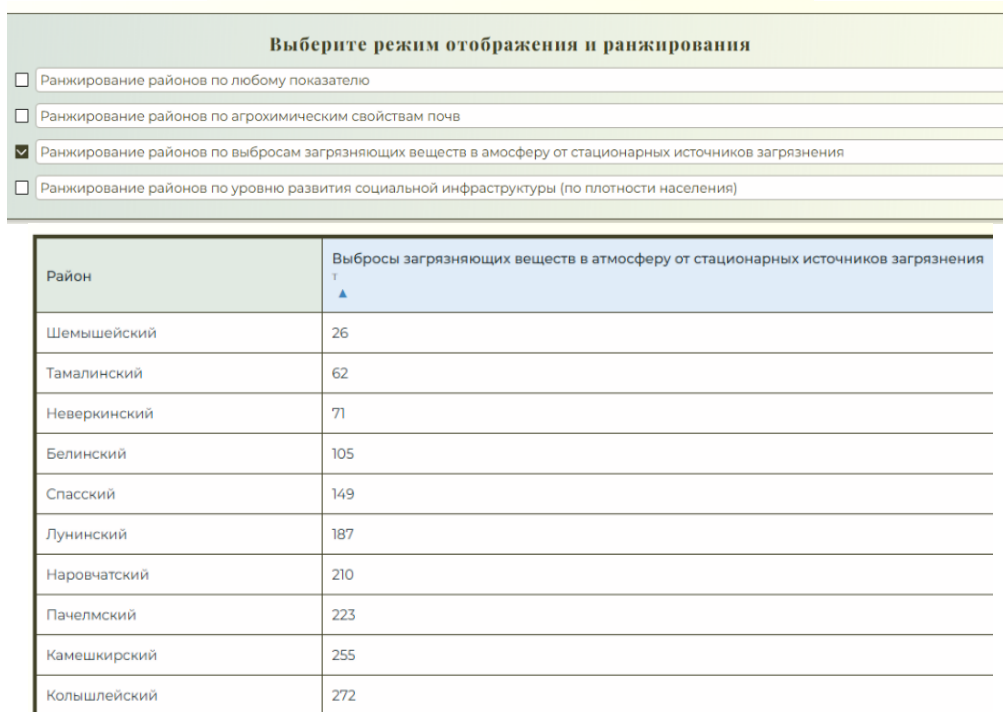 Выберите режим отображения и ранжирования
Ранжирование районов по любому показателю
Ранжирование районов по агрохимическим свойствам почв
Ранжирование районов по выбросам загрязняющих веществ в амосферу от стационарных источников загрязнения
Ранжирование районов по уровню развития социальной инфраструктуры (по плотности населения)
Район Выбросы загрязняющих веществ в атмосферу от стационарных источников загрязнения
т
▲
Шемышейский 26
Тамалинский 62
Неверкинский 71
Белинский 105
Спасский 149
Лунинский 187
Наровчатский 210
Пачелмский 223
Камешкирский 255
Колышлейский 272